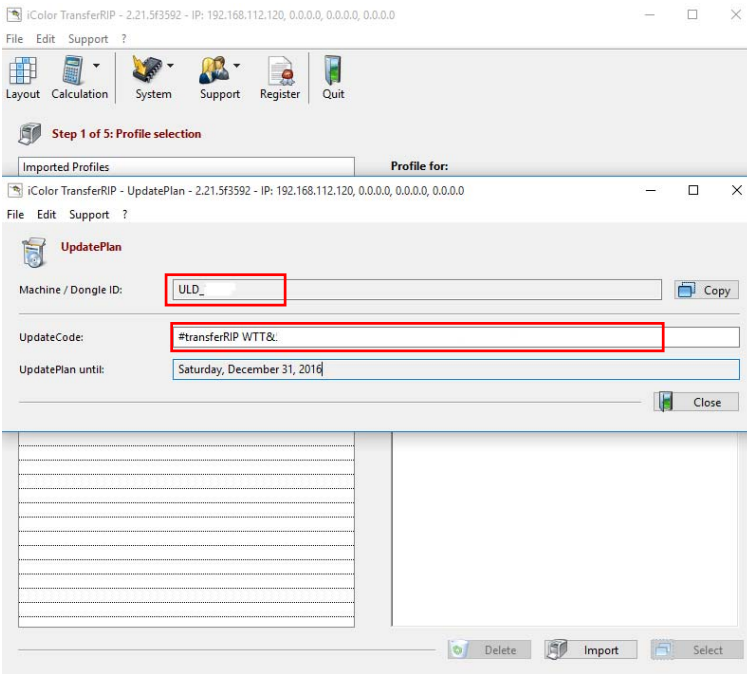 iColor TransferRIP - 2.21.5f3592 - IP: 192.168.112.120, 0.0.0.0, 0.0.0.0, 0.0.0.0
File Edit Support ?
Layout Calculation System Support Register Quit
Step 1 of 5: Profile selection
Imported Profiles Profile for:
iColor TransferRIP - UpdatePlan - 2.21.5f3592 - IP: 192.168.112.120, 0.0.0.0, 0.0.0.0, 0.0.0.0
File Edit Support ?
UpdatePlan
Machine / Dongle ID: ULD_ Copy
UpdateCode: #transferRIP WTT&:
UpdatePlan until: Saturday, December 31, 2016
Close
Delete Import Select